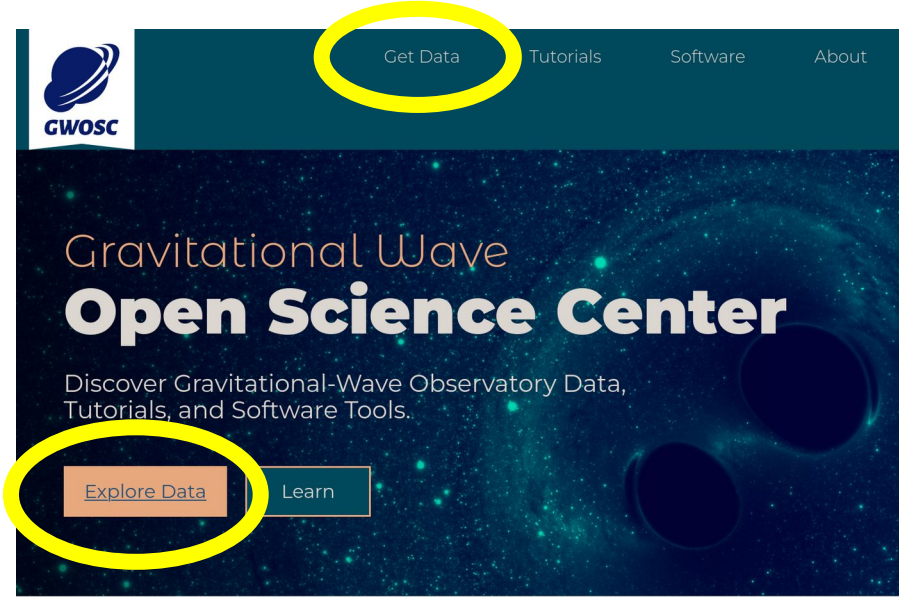 Get Data Tutorials Software About
GWOSC
Gravitational Wave
Open Science Center
Discover Gravitational-Wave Observatory Data,
Tutorials, and Software Tools.
Explore Data Learn